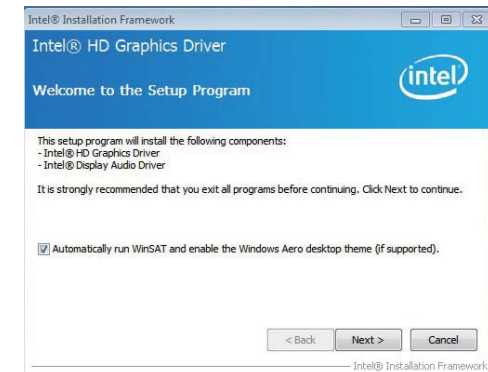 Intel® Installation Framework
Intel® HD Graphics Driver
intel
Welcome to the Setup Program
This setup program will install the following components:
- Intel® HD Graphics Driver
- Intel® Display Audio Driver
It is strongly recommended that you exit all programs before continuing. Click Next to continue.
Automatically run WinSAT and enable the Windows Aero desktop theme (if supported).
< Back
Next >
Cancel
Intel® Installation Framework